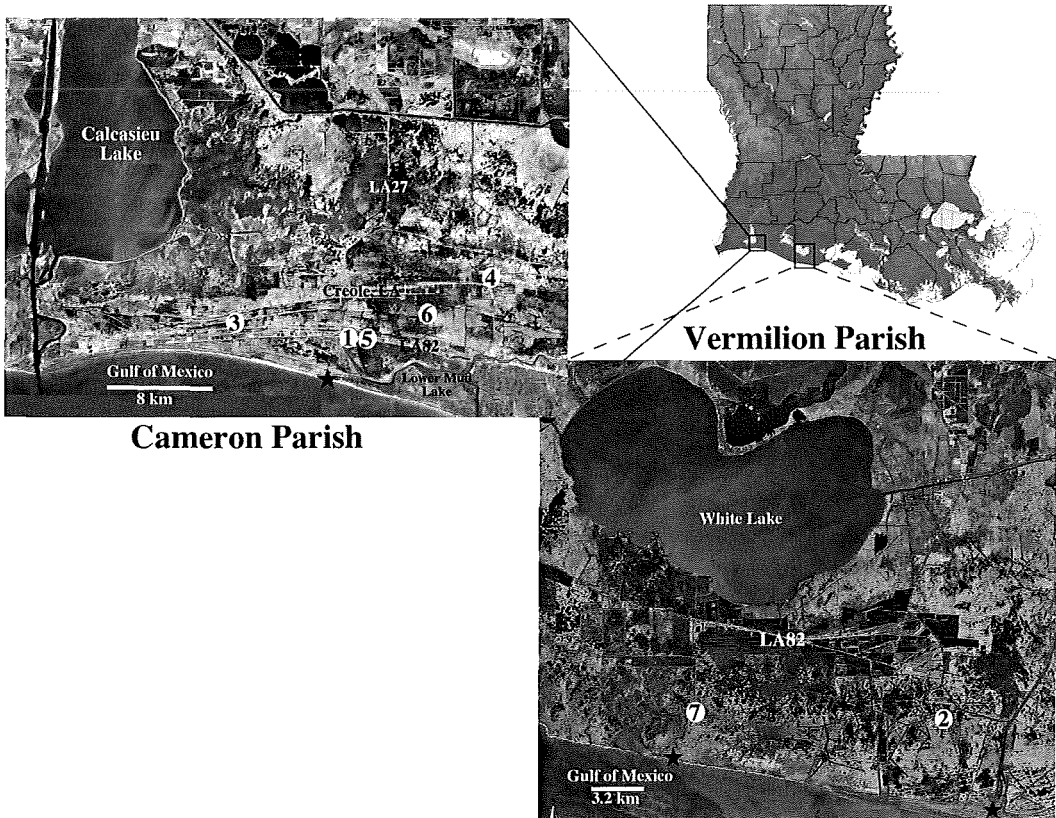 Calcasieu
Lake
LA27
4
Creole, LA
6
3
1
5
LA82
Gulf of Mexico
8 km
Lower Mud
Lake
Cameron Parish
Vermilion Parish
White Lake
LA82
7
2
Gulf of Mexico
3.2 km